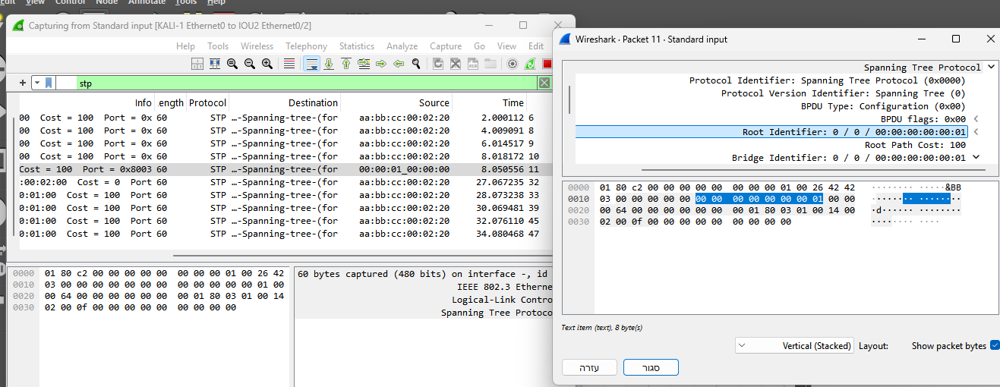 Edit View Control Node Annotate Tools Help
Capturing from Standard input [KALI-1 Ethernet0 to IOU2 Ethernet0/2]
Help Tools Wireless Telephony Statistics Analyze Capture Go View Edit
stp
Info .ength Protocol Destination Source Time
00 Cost = 100 Port = 0x 60 STP …-Spanning-tree-(for aa:bb:cc:00:02:20 2.000112 6
00 Cost = 100 Port = 0x 60 STP …-Spanning-tree-(for aa:bb:cc:00:02:20 4.009091 8
00 Cost = 100 Port = 0x 60 STP …-Spanning-tree-(for aa:bb:cc:00:02:20 6.014517 9
00 Cost = 100 Port = 0x 60 STP …-Spanning-tree-(for aa:bb:cc:00:02:20 8.018172 10
Cost = 100 Port = 0x8003 60 STP …-Spanning-tree-(for 00:00:01_00:00:00 8.050556 11
:00:02:00 Cost = 0 Port 60 STP …-Spanning-tree-(for aa:bb:cc:00:02:20 27.067235 32
0:01:00 Cost = 100 Port 60 STP …-Spanning-tree-(for aa:bb:cc:00:02:20 28.073238 33
0:01:00 Cost = 100 Port 60 STP …-Spanning-tree-(for aa:bb:cc:00:02:20 30.069481 39
0:01:00 Cost = 100 Port 60 STP …-Spanning-tree-(for aa:bb:cc:00:02:20 32.076110 45
0:01:00 Cost = 100 Port 60 STP …-Spanning-tree-(for aa:bb:cc:00:02:20 34.080468 47
0000 01 80 c2 00 00 00 00 00 00 00 00 01 00 26 42
0010 03 00 00 00 00 00 00 00 00 00 00 00 00 01 00
0020 00 64 00 00 00 00 00 00 00 01 80 03 01 00 14
0030 02 00 0f 00 00 00 00 00 00 00 00 00
60 bytes captured (480 bits) on interface -, id
IEEE 802.3 Etherne
Logical-Link Contro
Spanning Tree Protoco
Wireshark · Packet 11 · Standard input
Spanning Tree Protocol
Protocol Identifier: Spanning Tree Protocol (0x0000)
Protocol Version Identifier: Spanning Tree (0)
BPDU Type: Configuration (0x00)
BPDU flags: 0x00
Root Identifier: 0 / 0 / 00:00:00:00:00:01
Root Path Cost: 100
Bridge Identifier: 0 / 0 / 00:00:00:00:00:01
0000 01 80 c2 00 00 00 00 00 00 00 00 01 00 26 42 42 ········ ·····&BB
0010 03 00 00 00 00 00 00 00 00 00 00 00 00 01 00 00 ········ ········
0020 00 64 00 00 00 00 00 00 00 01 80 03 01 00 14 00 ·d······ ········
0030 02 00 0f 00 00 00 00 00 00 00 00 00 ········ ····
Text item (text), 8 byte(s)
Vertical (Stacked) Layout: Show packet bytes
עזרה סגור